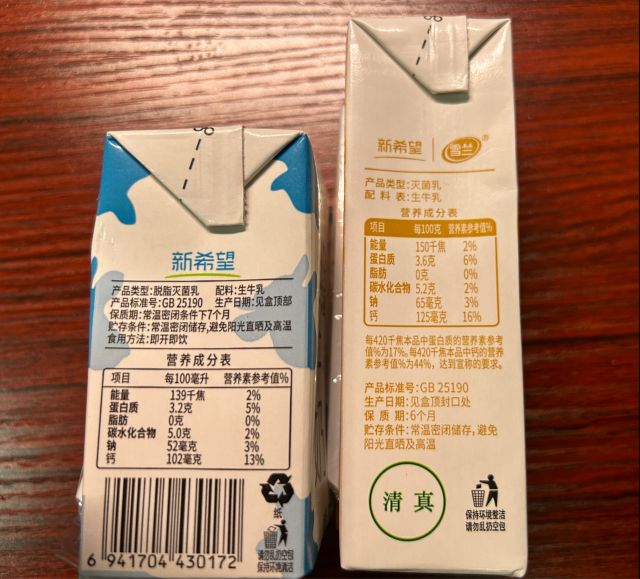 新希望
产品类型:脱脂灭菌乳 配料:生牛乳
产品标准号:GB 25190 生产日期:见盒顶部
保质期:常温密闭条件下7个月
贮存条件:常温密闭储存,避免阳光直晒及高温
食用方法:即开即饮
营养成分表
项目 每100毫升 营养素参考值%
能量 139千焦 2%
蛋白质 3.2克 5%
脂肪 0克 0%
碳水化合物 5.0克 2%
钠 52毫克 3%
钙 102毫克 13%
6 941704 430172
纸
请勿乱扔空包
保持环境清洁
新希望 雪兰®
产品类型:灭菌乳
配 料 表:生牛乳
营养成分表
项目 每100克 营养素参考值%
能量 150千焦 2%
蛋白质 3.6克 6%
脂肪 0克 0%
碳水化合物 5.2克 2%
钠 65毫克 3%
钙 125毫克 16%
每420千焦本品中蛋白质的营养素参考
值%为17%。每420千焦本品中钙的营养
素参考值%为44%，达到宣称的要求。
产品标准号:GB 25190
生产日期:见盒顶封口处
保 质 期:6个月
贮存条件:常温密闭储存,避免
阳光直晒及高温
清真
保持环境整洁
请勿乱扔空包